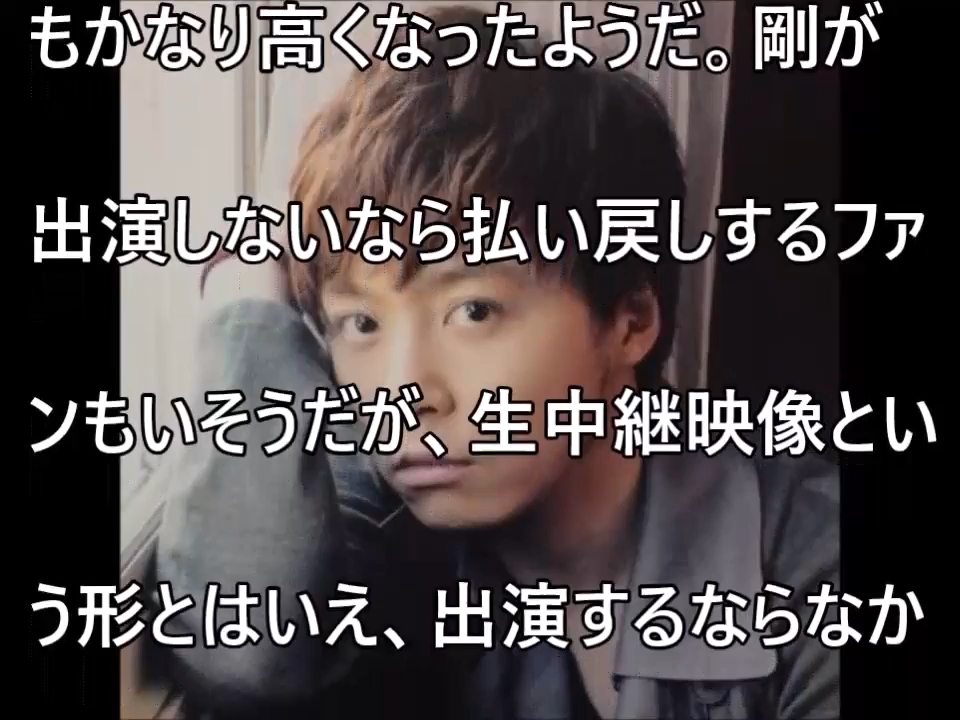 もかなり高くなったようだ。剛が
出演しないなら払い戻しするファ
ンもいそうだが、生中継映像とい
う形とはいえ、出演するならなか